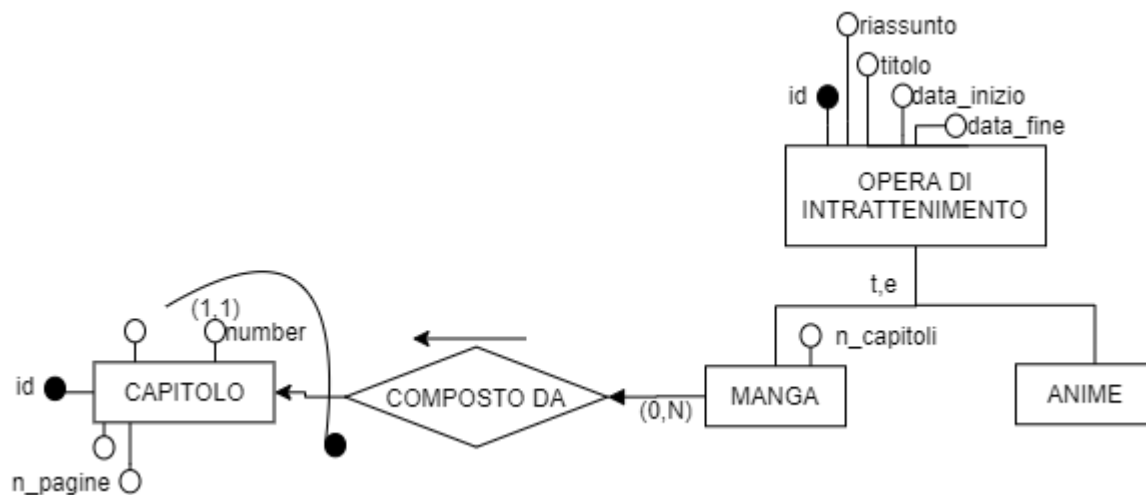 riassunto
titolo
id
data_inizio
data_fine
OPERA DI
INTRATTENIMENTO
t,e
(1,1)
number
n_capitoli
id
CAPITOLO
COMPOSTO DA
(0,N)
MANGA
ANIME
n_pagine